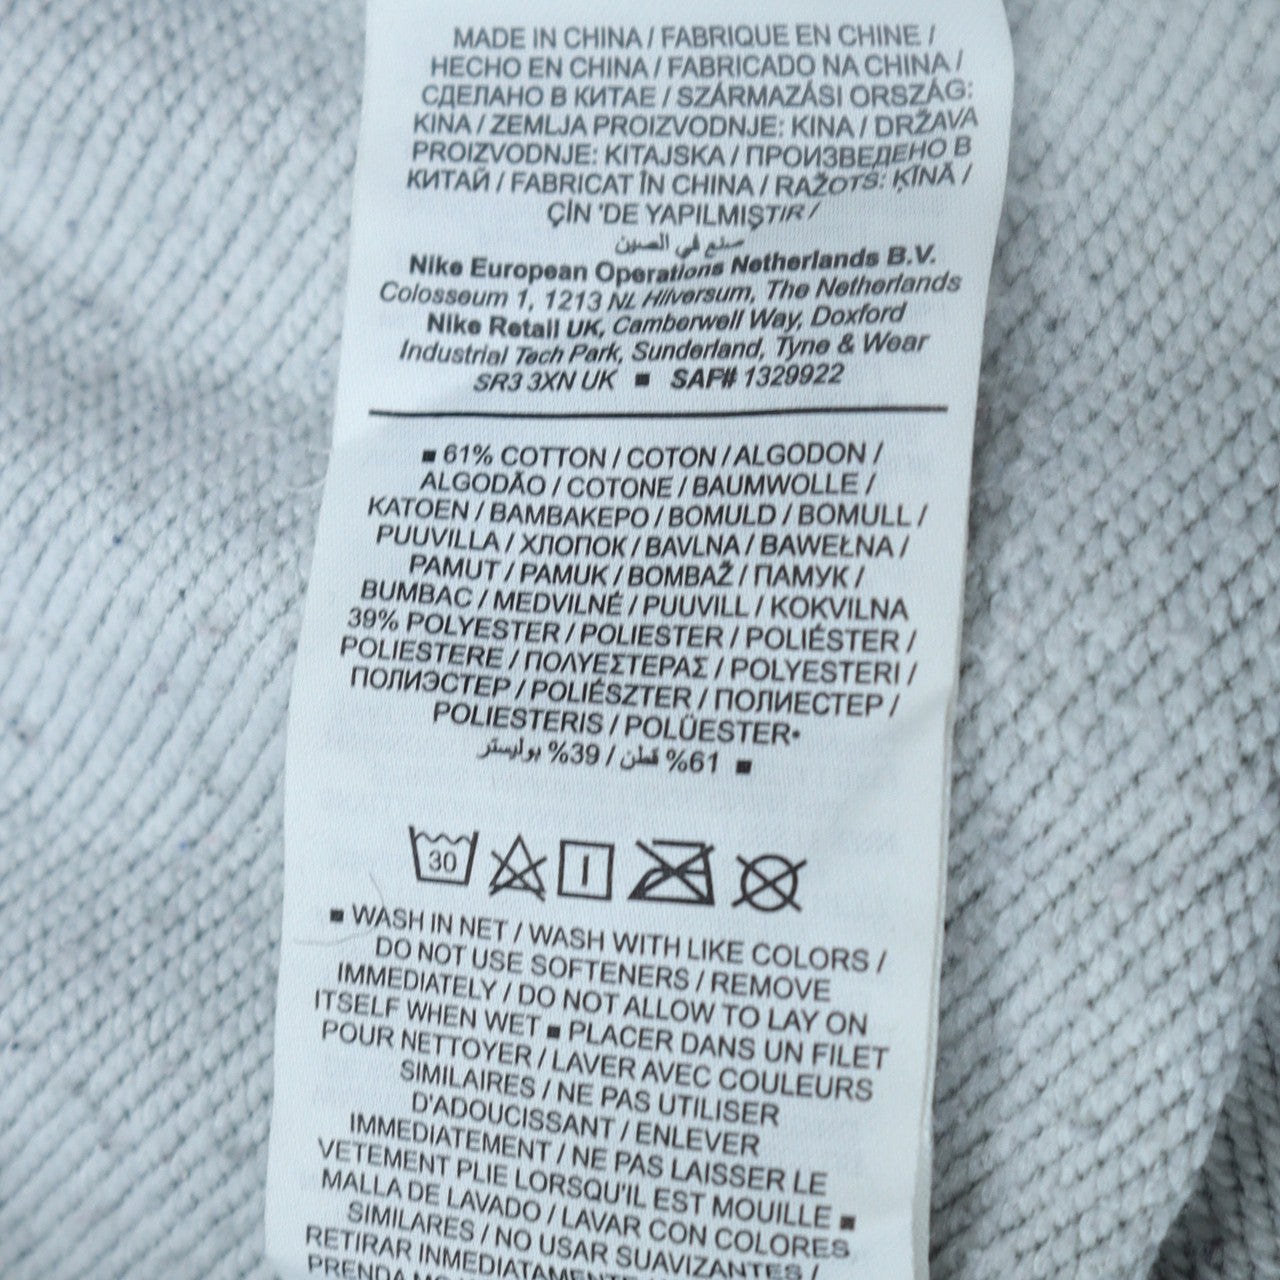 MADE IN CHINA / FABRIQUE EN CHINE /
HECHO EN CHINA / FABRICADO NA CHINA /
СДЕЛАНО В КИТАЕ / SZÁRMAZÁSI ORSZÁG:
KINA / ZEMLJA PROIZVODNJE: KINA / DRŽAVA
PROIZVODNJE: KITAJSKA / ПРОИЗВЕДЕНО В
КИТАЙ / FABRICAT ÎN CHINA / RAŽOTS: ĶĪNĀ /
ÇİN 'DE YAPILMIŞTIR /
صنع في الصين
Nike European Operations Netherlands B.V.
Colosseum 1, 1213 NL Hilversum, The Netherlands
Nike Retail UK, Camberwell Way, Doxford
Industrial Tech Park, Sunderland, Tyne & Wear
SR3 3XN UK ■ SAP# 1329922
■ 61% COTTON / COTON / ALGODON /
ALGODÃO / COTONE / BAUMWOLLE /
KATOEN / ΒΑΜΒΑΚΕΡΟ / BOMULD / BOMULL /
PUUVILLA / ХЛОПОК / BAVLNA / BAWEŁNA /
PAMUT / PAMUK / BOMBAŽ / ПАМУК /
BUMBAC / MEDVILNÉ / PUUVILL / KOKVILNA
39% POLYESTER / POLIESTER / POLIÉSTER /
POLIESTERE / ΠΟΛΥΕΣΤΕΡΑΣ / POLYESTERI /
ПОЛИЭСТЕР / POLIÉSZTER / ПОЛИЕСТЕР /
POLIESTERIS / POLÜESTER•
■ 61% قطن / 39% بوليستر
30
■ WASH IN NET / WASH WITH LIKE COLORS /
DO NOT USE SOFTENERS / REMOVE
IMMEDIATELY / DO NOT ALLOW TO LAY ON
ITSELF WHEN WET ■ PLACER DANS UN FILET
POUR NETTOYER / LAVER AVEC COULEURS
SIMILAIRES / NE PAS UTILISER
D'ADOUCISSANT / ENLEVER
IMMEDIATEMENT / NE PAS LAISSER LE
VETEMENT PLIE LORSQU'IL EST MOUILLE ■
MALLA DE LAVADO / LAVAR CON COLORES
SIMILARES / NO USAR SUAVIZANTES /
RETIRAR INMEDIATAMENTE
PRENDA